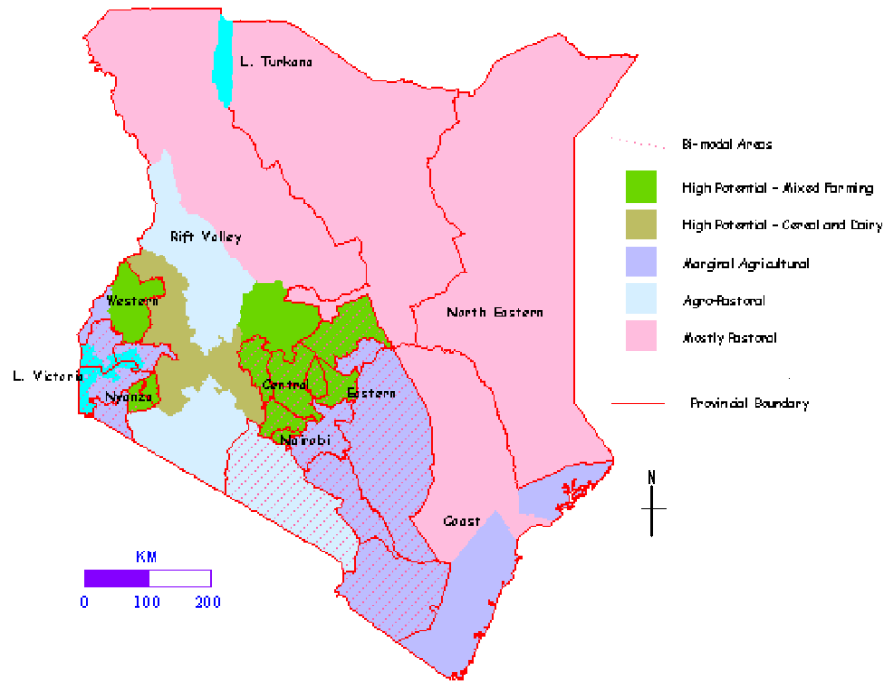 L. Turkana
Bi-modal Areas
High Potential - Mixed Farming
High Potential - Cereal and Dairy
Rift Valley
Marginal Agricultural
Agro-Pastoral
Western
North Eastern
Mostly Pastoral
L. Victoria
Central
Nyanza
Eastern
Provincial Boundary
Nairobi
N
Coast
KM
0 100 200